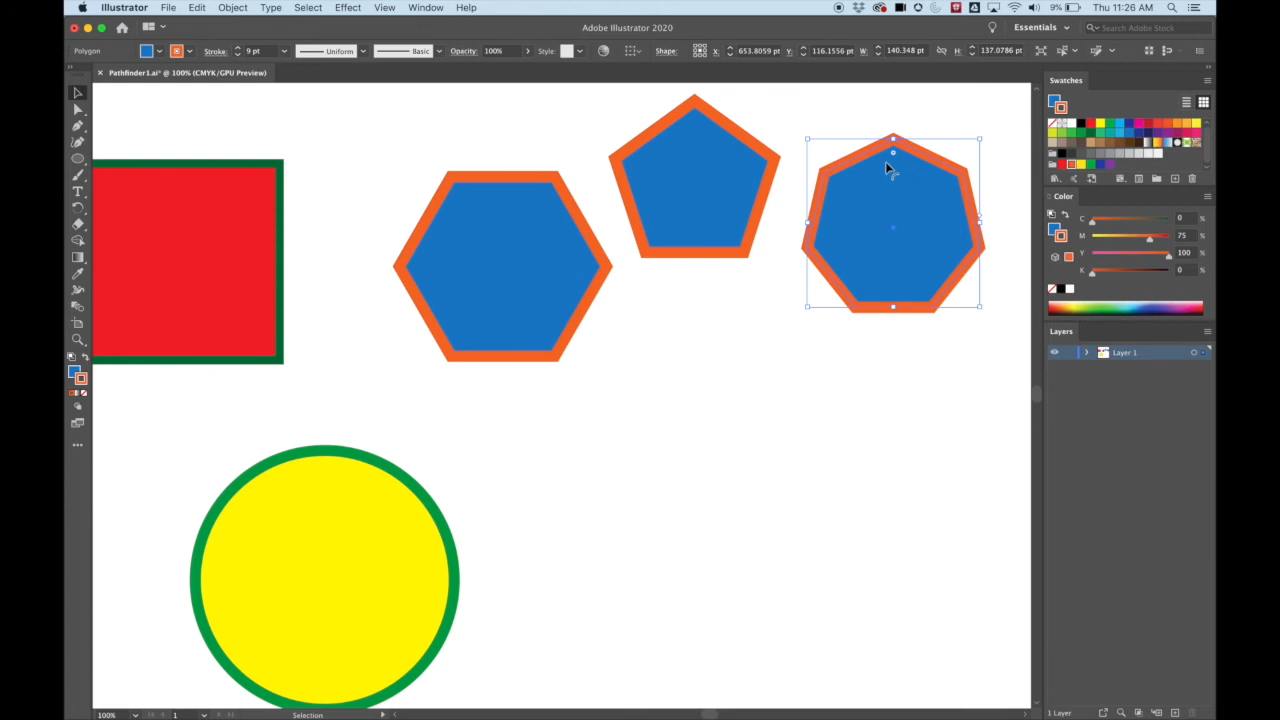 Illustrator File Edit Object Type Select Effect View Window Help 9% Thu 11:26 AM
Adobe Illustrator 2020 Essentials Search Adobe Stock
Polygon Stroke: 9 pt Uniform Basic Opacity: 100% Style: Shape: X: 653.8059 pt Y: 116.1556 pt W: 140.348 pt H: 137.0786 pt
× Pathfinder1.ai* @ 100% (CMYK/GPU Preview)
Swatches
Color
C 0 %
M 75 %
Y 100 %
K 0 %
Layers
Layer 1
100% 1 Selection 1 Layer